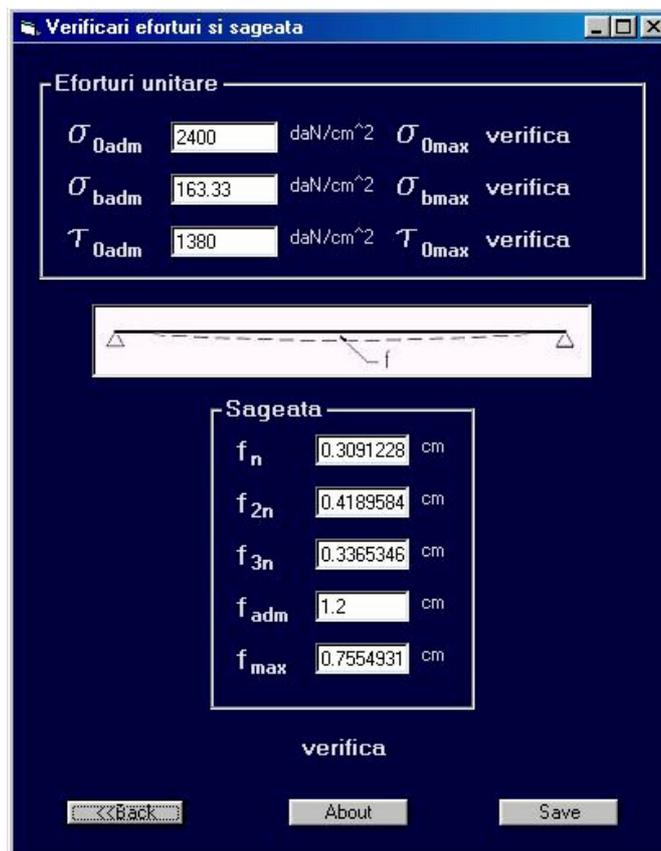 Verificari eforturi si sageata
Eforturi unitare
σ0adm 2400 daN/cm^2 σ0max verifica
σbadm 163.33 daN/cm^2 σbmax verifica
τ0adm 1380 daN/cm^2 τ0max verifica
f
Sageata
fn 0.3091228 cm
f2n 0.4189584 cm
f3n 0.3365346 cm
fadm 1.2 cm
fmax 0.7554931 cm
verifica
<<Back About Save